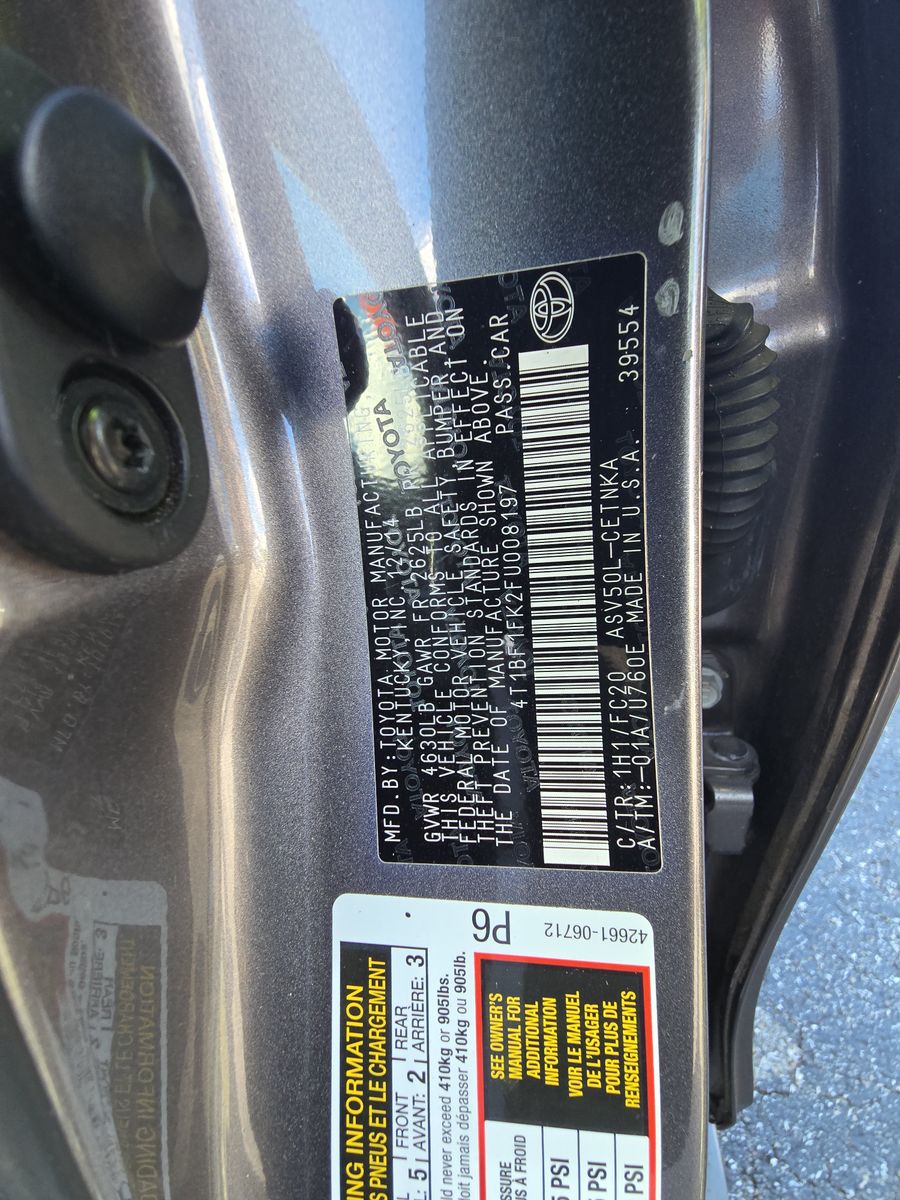 MFD.BY:TOYOTA MOTOR MANUFACTURING
KENTUCKY INC 12/14
GVWR 4630LB GAWR FR 2625LB RR
THIS VEHICLE CONFORMS TO ALL APPLICABLE
FEDERAL MOTOR VEHICLE SAFETY BUMPER AND
THEFT PREVENTION STANDARDS IN EFFECT ON
THE DATE OF MANUFACTURE SHOWN ABOVE.
4T1BF1FK2FU008197 PASS.CAR
C/TR:1H1/FC20 ASV50L-CETNKA
A/TM:-01A/U760E MADE IN U.S.A. 39554
P6
42661-06712
INFORMATION
PNEUS ET LE CHARGEMENT
5 FRONT 2 REAR 3
AVANT: ARRIÈRE:
never exceed 410kg or 905lbs.
doit jamais dépasser 410kg ou 905lb.
SEE OWNER'S
MANUAL FOR
ADDITIONAL
INFORMATION
VOIR LE MANUEL
DE L'USAGER
POUR PLUS DE
RENSEIGNEMENTS
À FROID
PSI
PSI
PSI